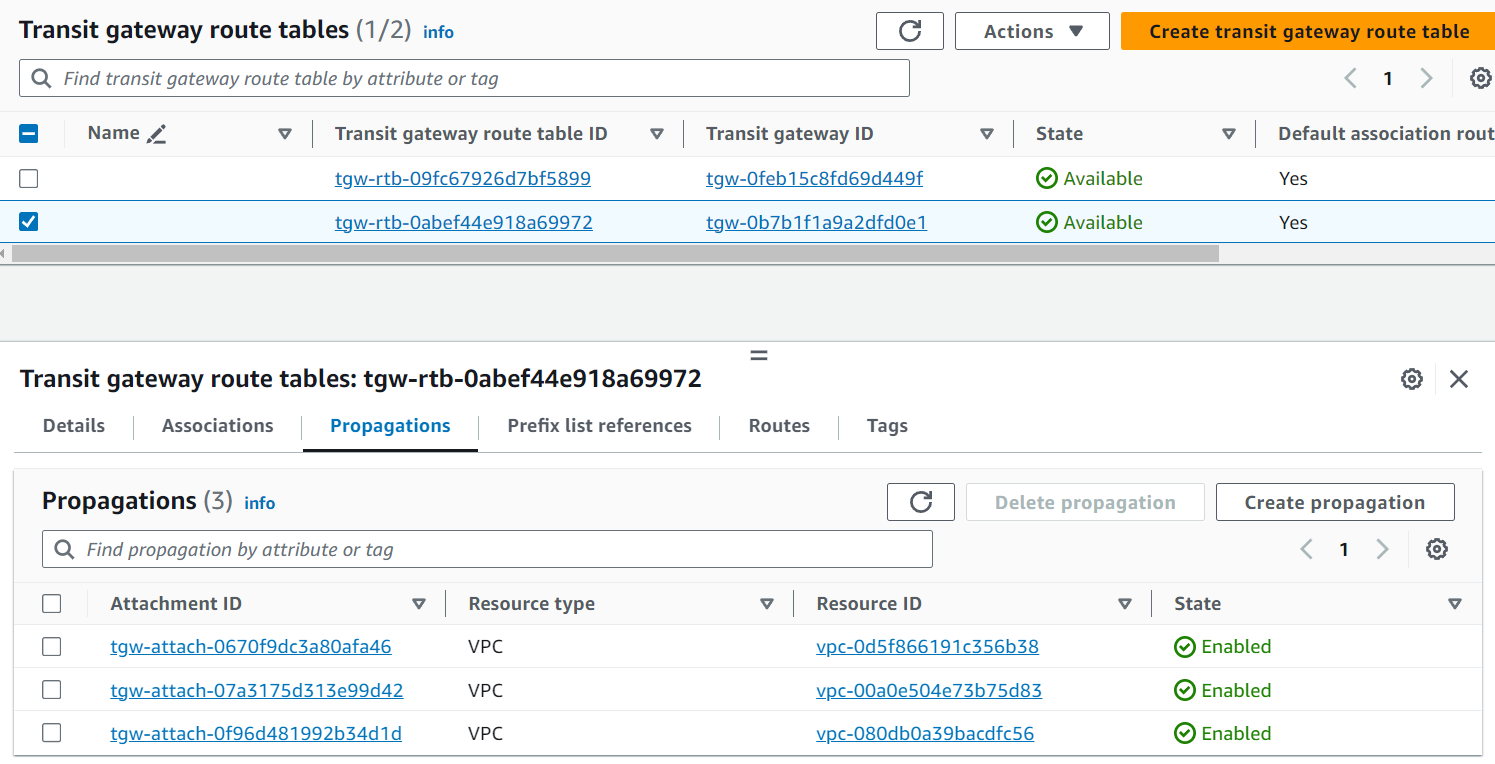 Transit gateway route tables (1/2) info
Actions
Create transit gateway route table
Find transit gateway route table by attribute or tag
1
Name Transit gateway route table ID Transit gateway ID State Default association rout
tgw-rtb-09fc67926d7bf5899 tgw-0feb15c8fd69d449f Available Yes
tgw-rtb-0abef44e918a69972 tgw-0b7b1f1a9a2dfd0e1 Available Yes
Transit gateway route tables: tgw-rtb-0abef44e918a69972
Details Associations Propagations Prefix list references Routes Tags
Propagations (3) info
Delete propagation
Create propagation
Find propagation by attribute or tag
1
Attachment ID Resource type Resource ID State
tgw-attach-0670f9dc3a80afa46 VPC vpc-0d5f866191c356b38 Enabled
tgw-attach-07a3175d313e99d42 VPC vpc-00a0e504e73b75d83 Enabled
tgw-attach-0f96d481992b34d1d VPC vpc-080db0a39bacdfc56 Enabled